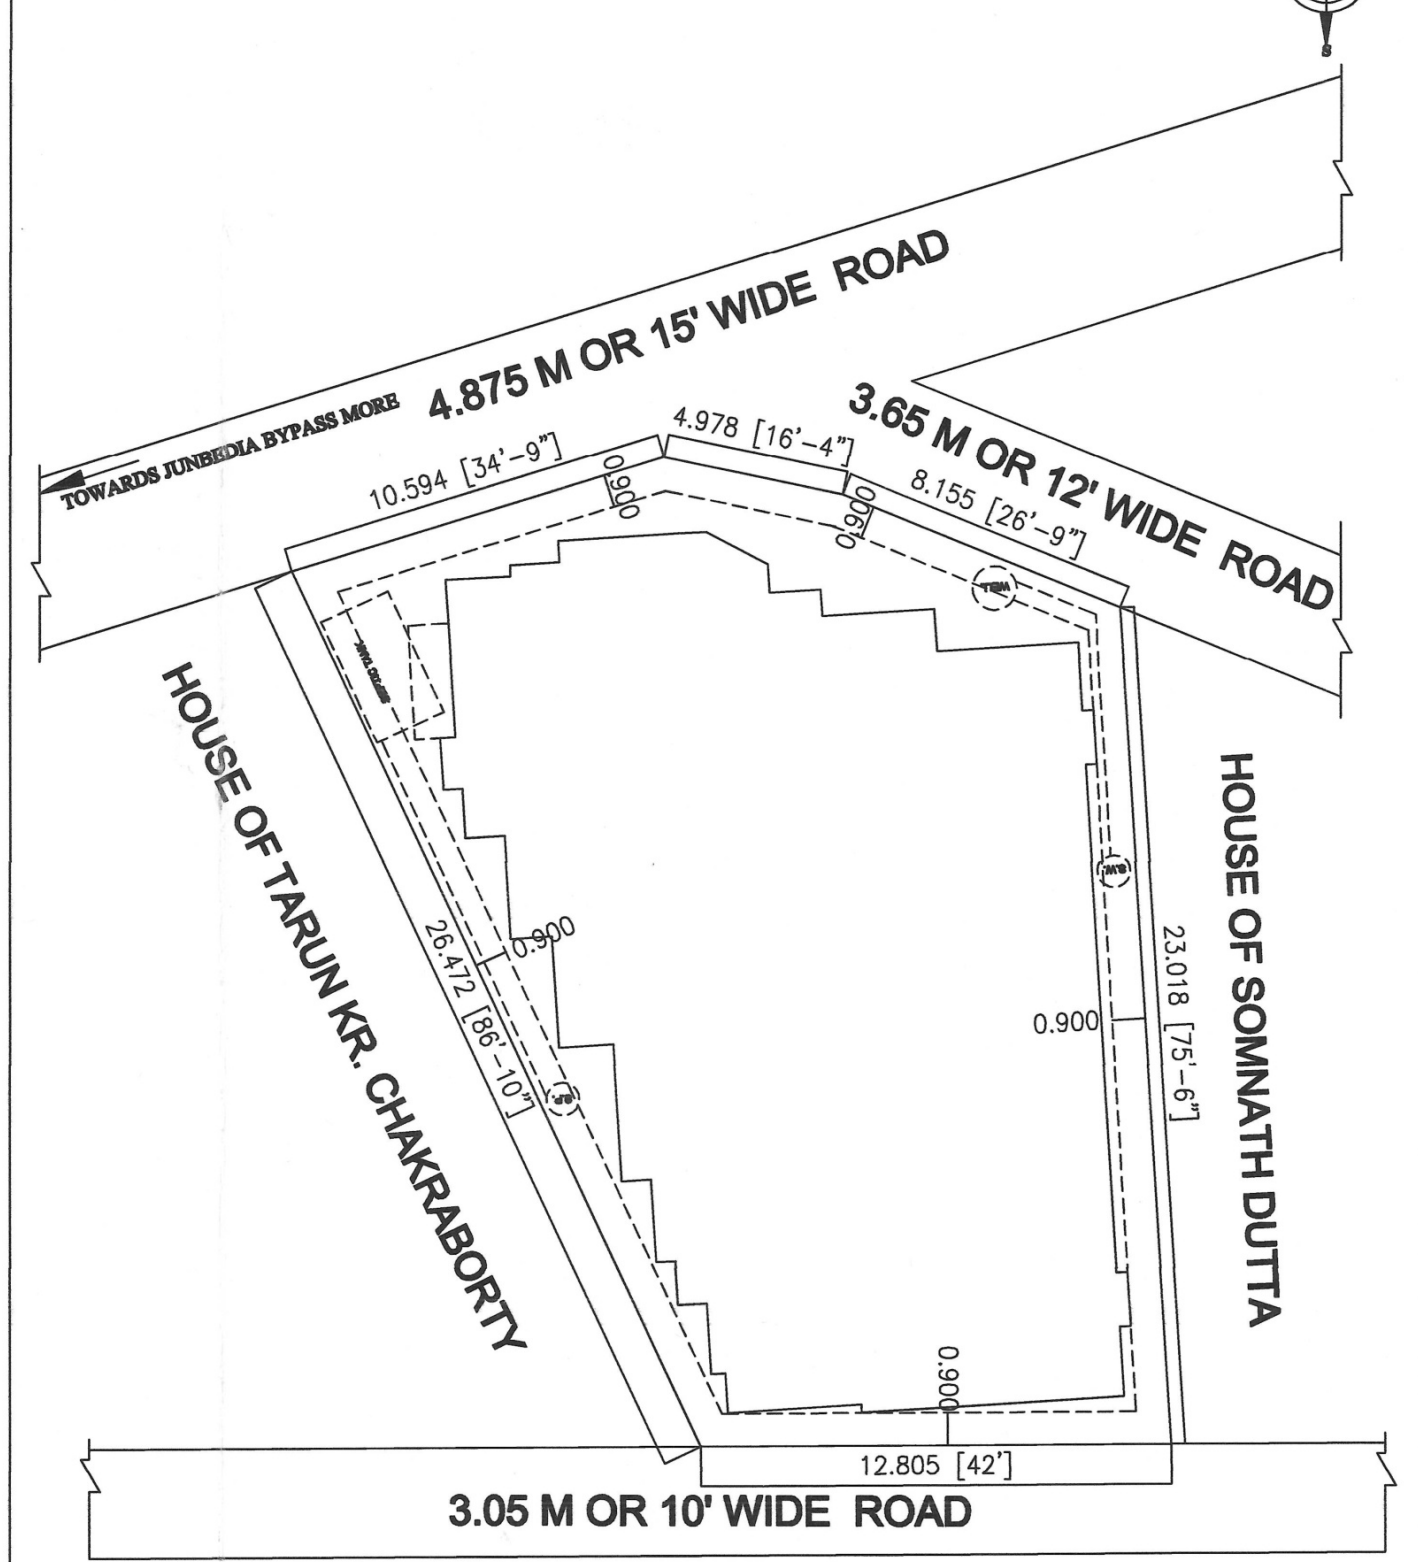 S
4.875 M OR 15' WIDE ROAD
TOWARDS JUNBEDIA BYPASS MORE
3.65 M OR 12' WIDE ROAD
4.978 [16'-4"]
10.594 [34'-9"]
8.155 [26'-9"]
0.900
0.900
WELL
SEPTIC TANK
HOUSE OF TARUN KR. CHAKRABORTY
HOUSE OF SOMNATH DUTTA
S.W.
26.472 [86'-10"]
0.900
23.018 [75'-6"]
0.900
S.P.
0.900
12.805 [42']
3.05 M OR 10' WIDE ROAD